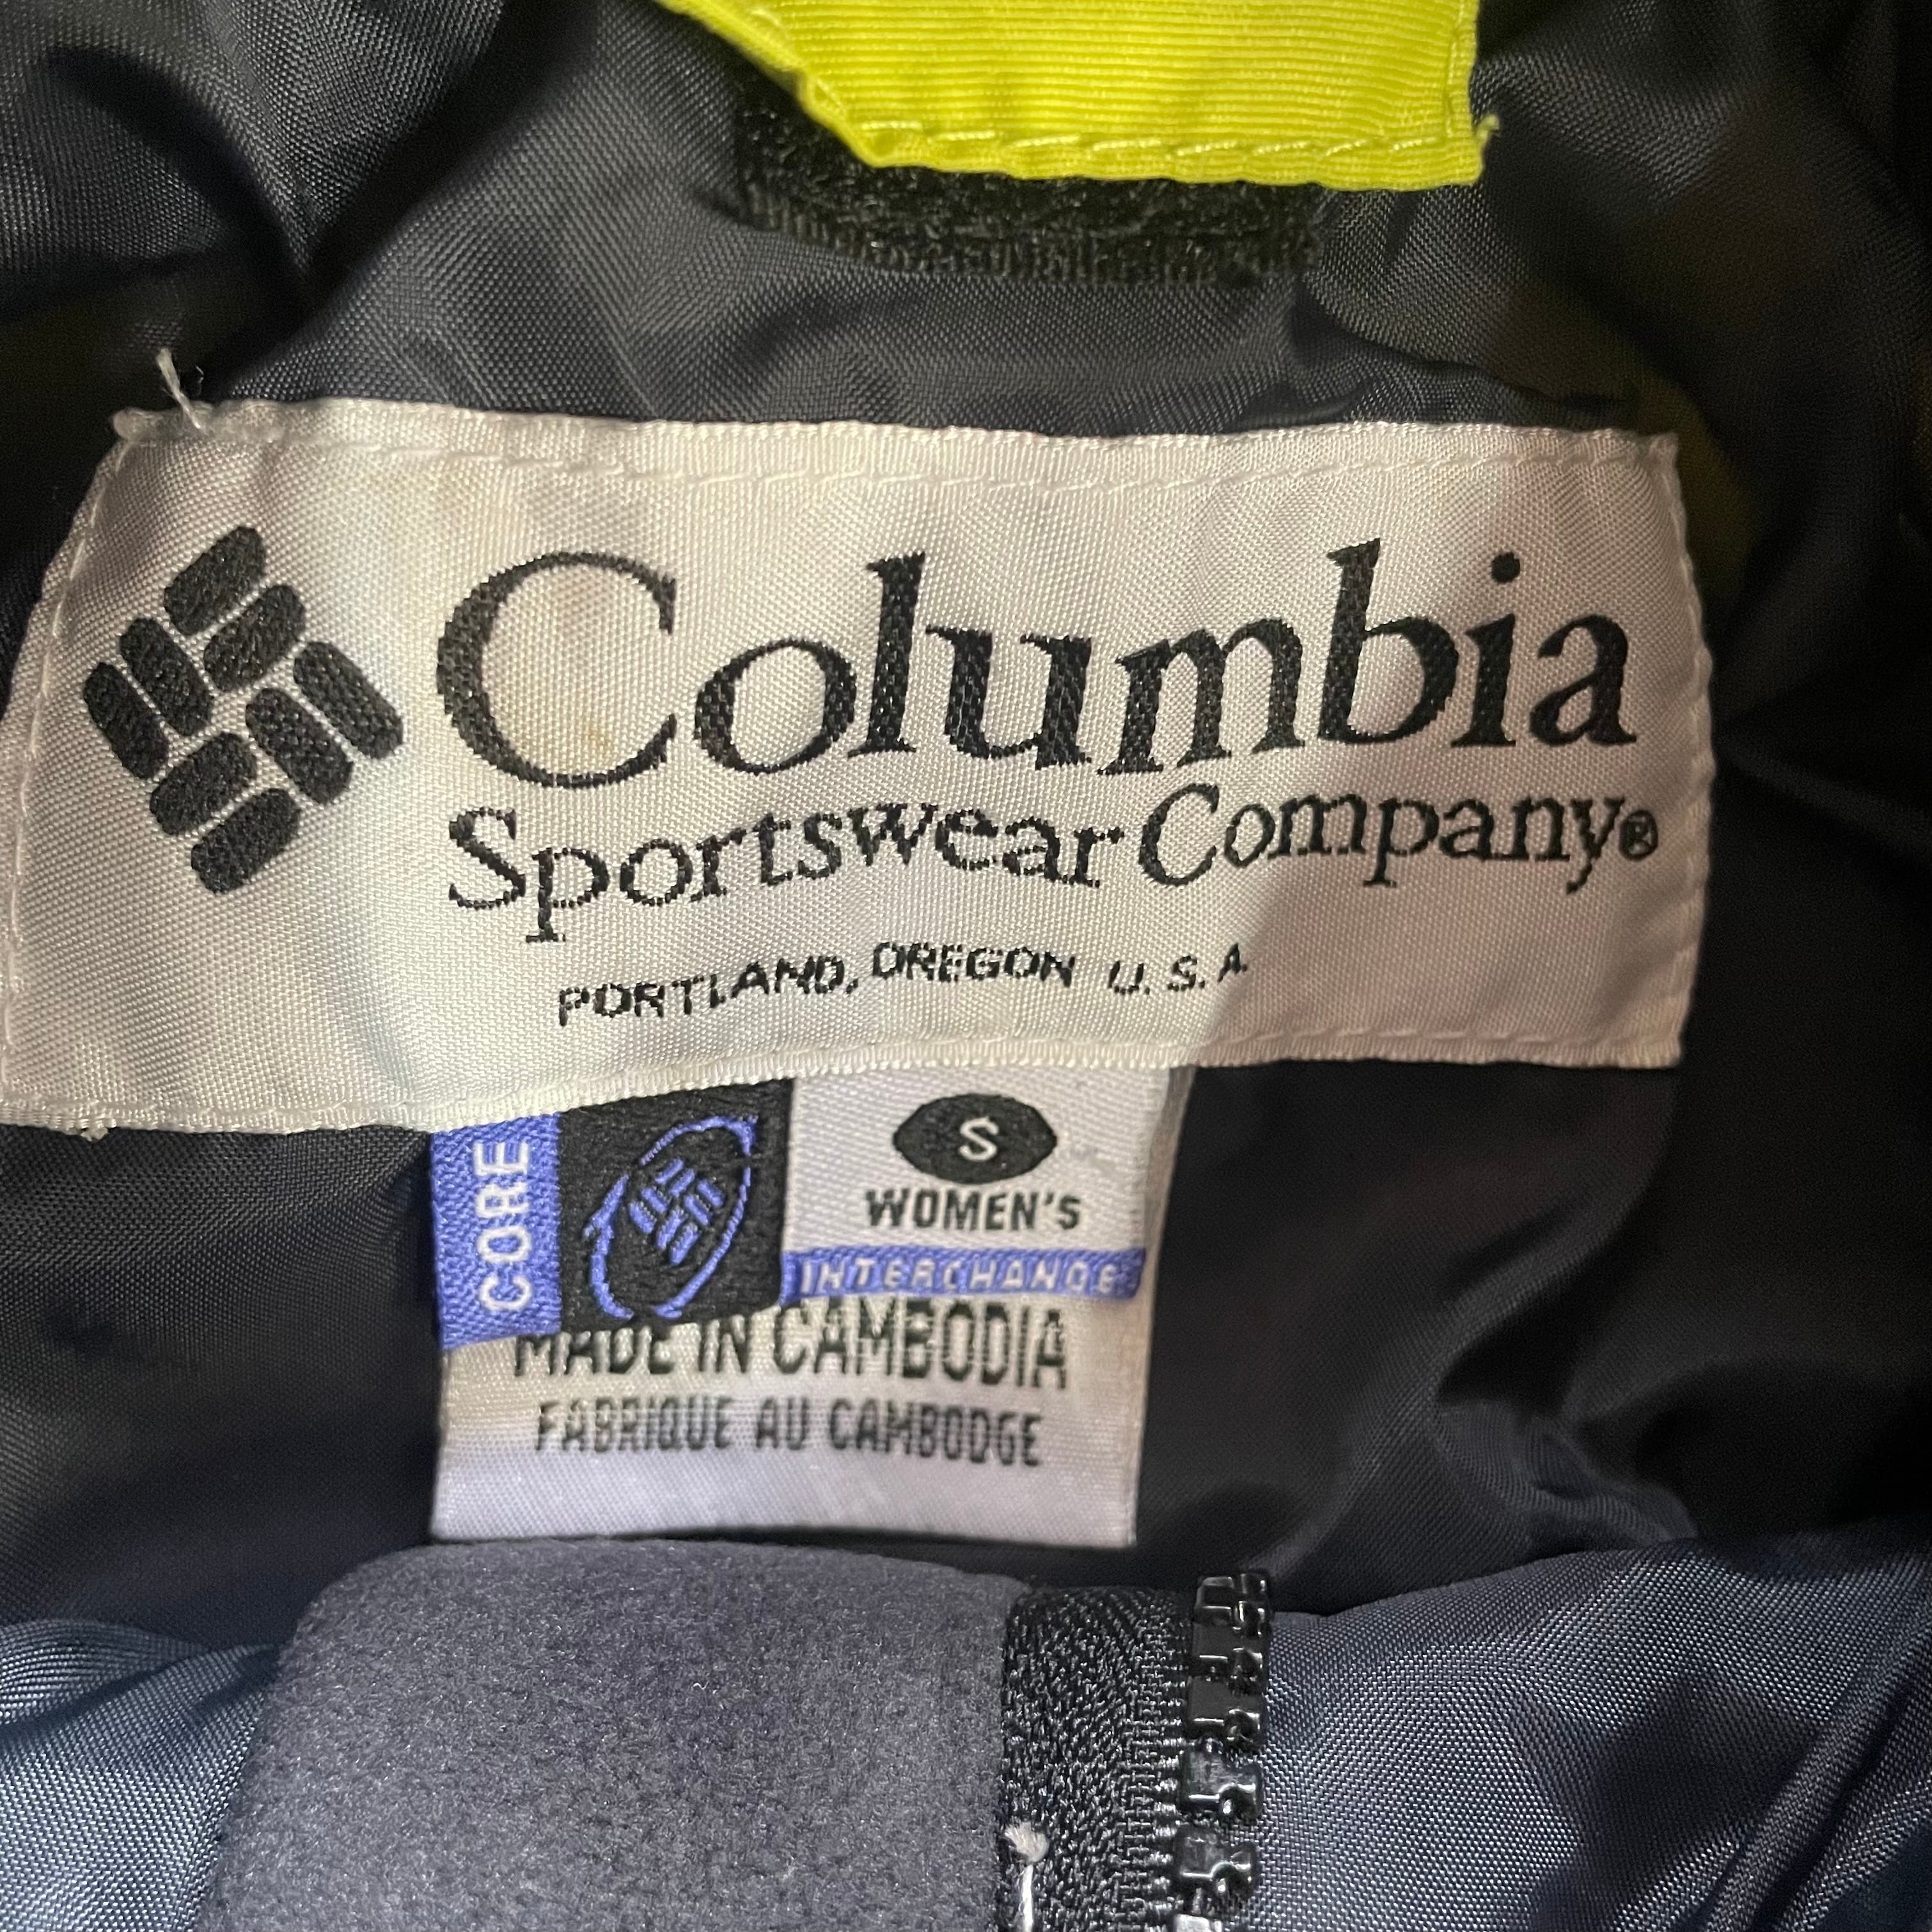 Columbia
Sportswear Company®
PORTLAND, OREGON U.S.A.
CORE
S
WOMEN'S
INTERCHANGE
MADE IN CAMBODIA
FABRIQUE AU CAMBODGE